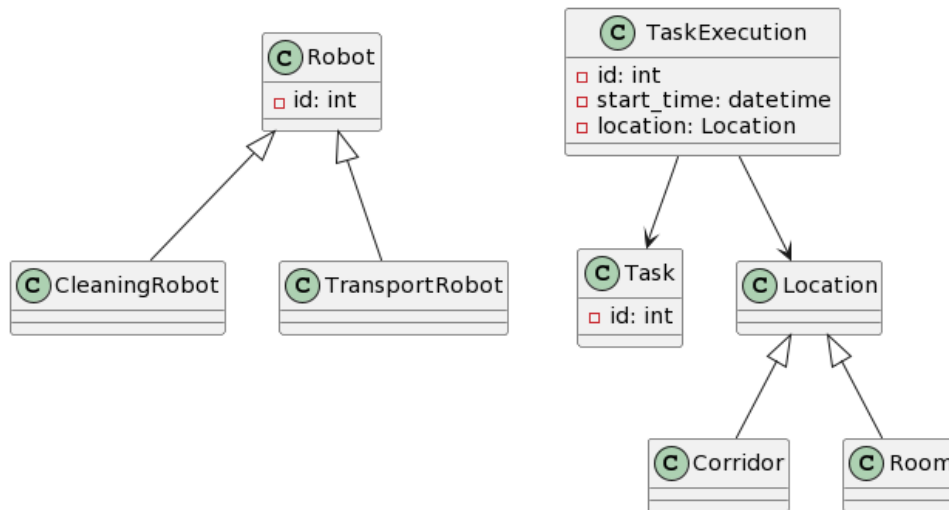 C Robot
id: int
C TaskExecution
id: int
start_time: datetime
location: Location
C CleaningRobot
C TransportRobot
C Task
id: int
C Location
C Corridor
C Room